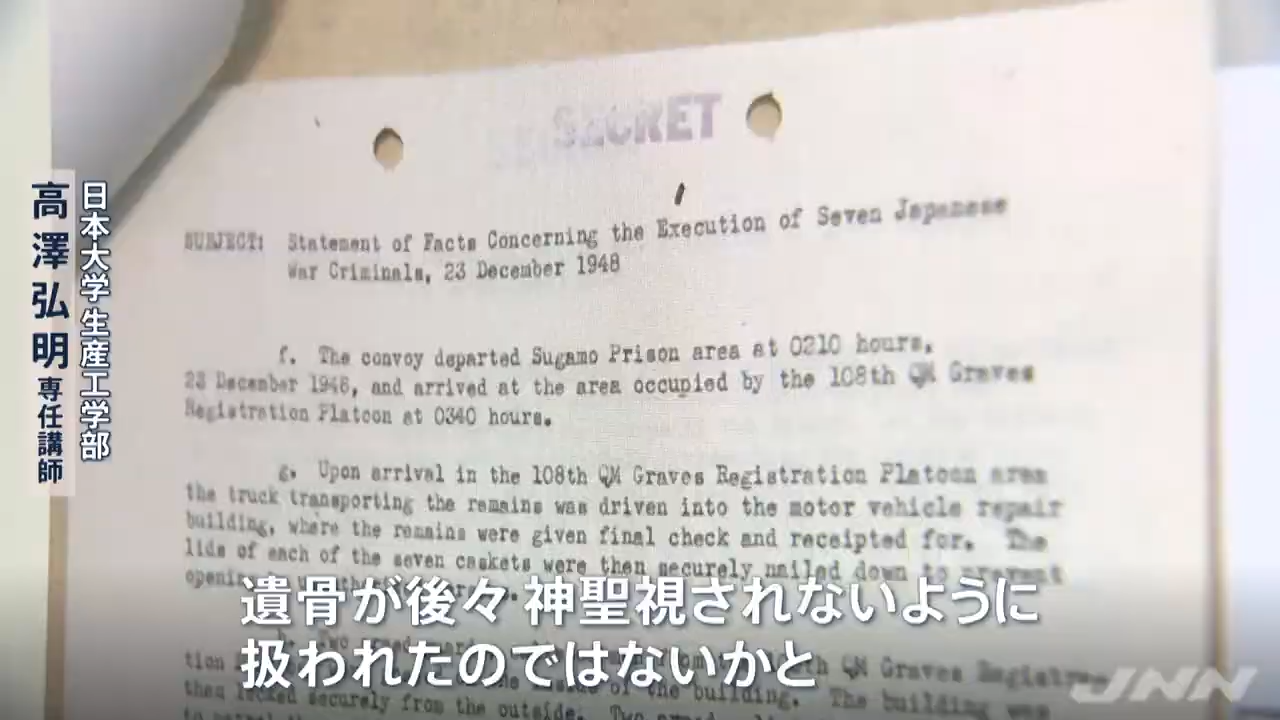 SECRET
SUBJECT: Statement of Facts Concerning the Execution of Seven Japanese
War Criminals, 23 December 1948
f. The convoy departed Sugamo Prison area at 0210 hours,
23 December 1948, and arrived at the area occupied by the 108th QM Graves
Registration Platoon at 0340 hours.
g. Upon arrival in the 108th QM Graves Registration Platoon area
the truck transporting the remains was driven into the motor vehicle repair
building, where the remains were given final check and receipted for. The
lids of each of the seven caskets were then securely nailed down to prevent
Two
QM Graves
of the building. The building was
securely from the outside. Two
日本大学生産工学部
高澤弘明 専任講師
遺骨が後々 神聖視されないように
扱われたのではないかと
JNN